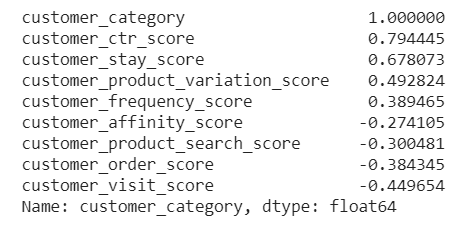 customer_category 1.000000
customer_ctr_score 0.794445
customer_stay_score 0.678073
customer_product_variation_score 0.492824
customer_frequency_score 0.389465
customer_affinity_score -0.274105
customer_product_search_score -0.300481
customer_order_score -0.384345
customer_visit_score -0.449654
Name: customer_category, dtype: float64